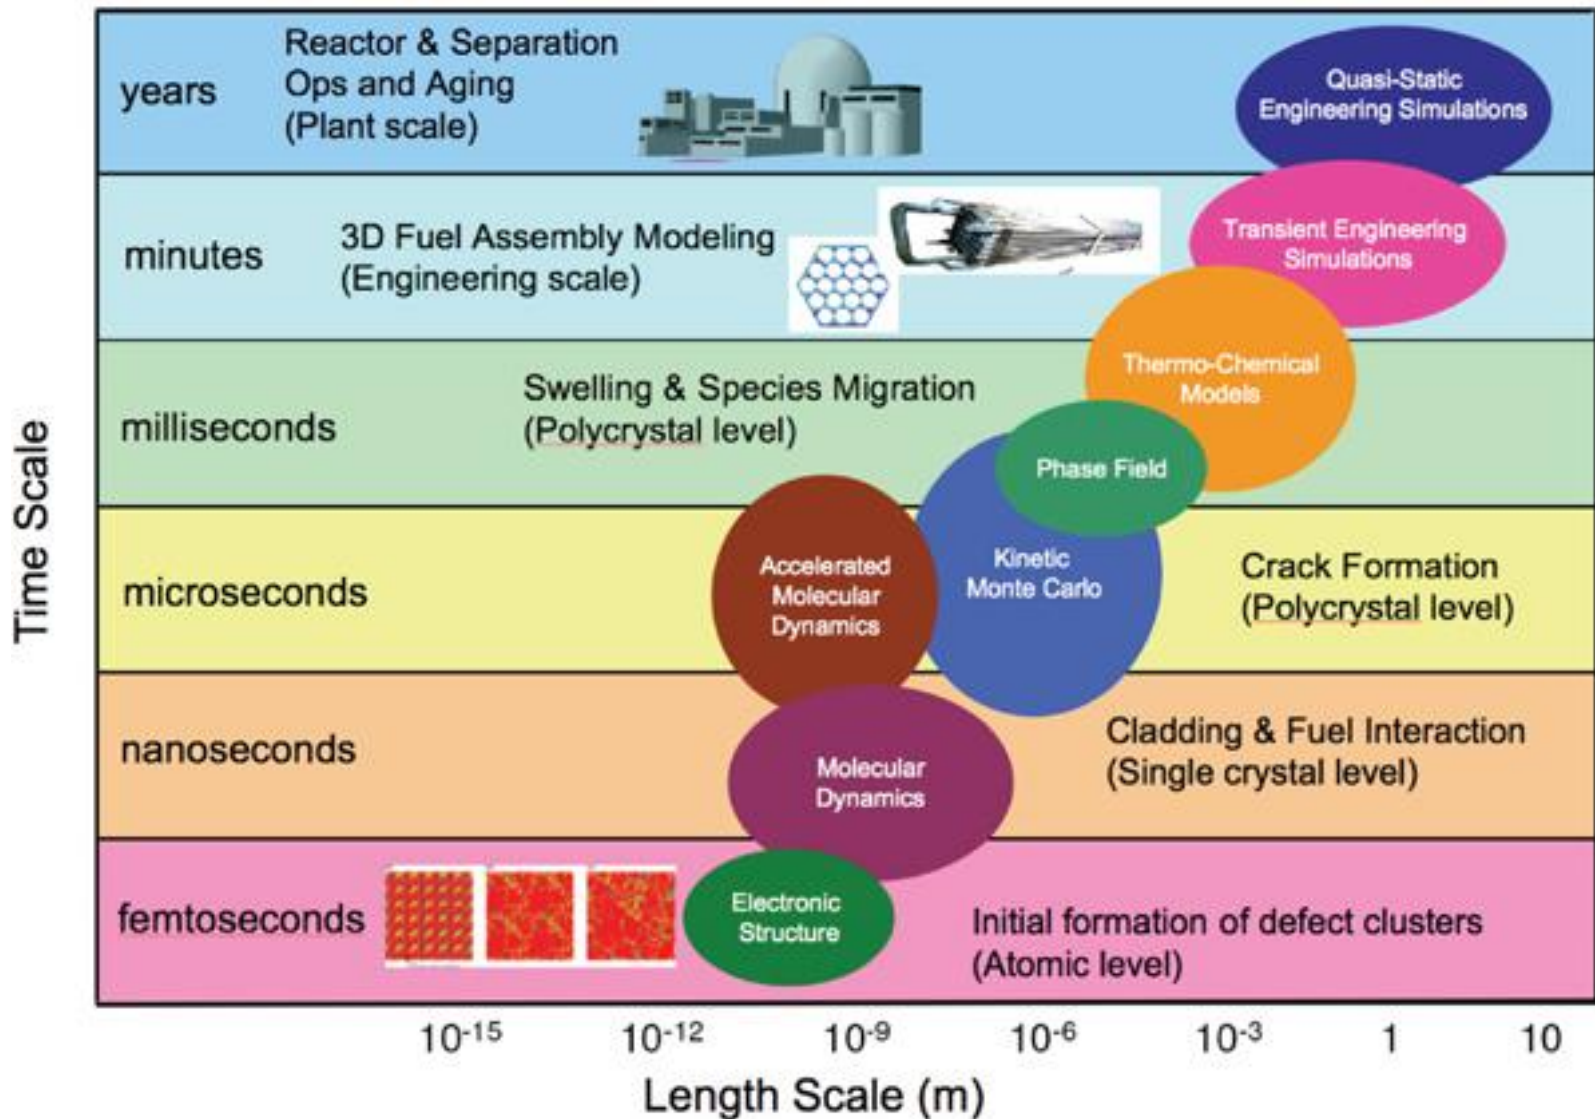 years
Reactor & Separation
Ops and Aging
(Plant scale)
Quasi-Static
Engineering Simulations
minutes
3D Fuel Assembly Modeling
(Engineering scale)
Transient Engineering
Simulations
milliseconds
Swelling & Species Migration
(Polycrystal level)
Thermo-Chemical
Models
Phase Field
microseconds
Accelerated
Molecular
Dynamics
Kinetic
Monte Carlo
Crack Formation
(Polycrystal level)
nanoseconds
Molecular
Dynamics
Cladding & Fuel Interaction
(Single crystal level)
femtoseconds
Electronic
Structure
Initial formation of defect clusters
(Atomic level)
Time Scale
10-15 10-12 10-9 10-6 10-3 1 10
Length Scale (m)